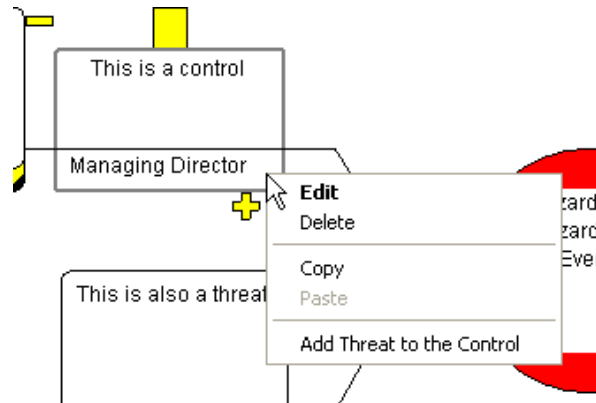 This is a control
Managing Director
Edit
Delete
Copy
Paste
Add Threat to the Control
This is also a threat